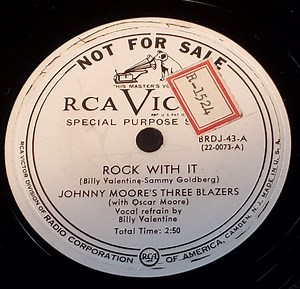 NOT FOR SALE
"HIS MASTER'S VO
RCA VIC
R-1524
SPECIAL PURPOSE S
BRDJ-43-A
(22-0073-A)
ROCK WITH IT
(Billy Valentine-Sammy Goldberg)
JOHNNY MOORE'S THREE BLAZERS
(with Oscar Moore)
Vocal refrain by
Billy Valentine
Total Time: 2:50
RCA
RCA VICTOR DIVISION OF RADIO CORPORATION OF AMERICA, CAMDEN, N. J. MADE IN U. S. A.